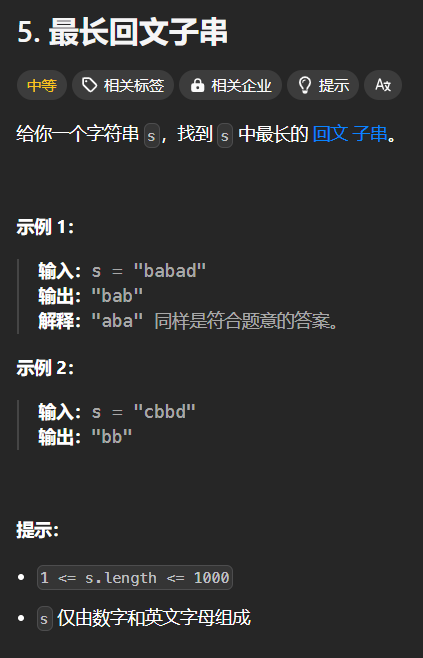 5. 最长回文子串
中等 相关标签 相关企业 提示 Aあ
给你一个字符串 s，找到 s 中最长的 回文 子串。
示例 1：
输入：s = "babad"
输出："bab"
解释："aba" 同样是符合题意的答案。
示例 2：
输入：s = "cbbd"
输出："bb"
提示：
1 <= s.length <= 1000
s 仅由数字和英文字母组成